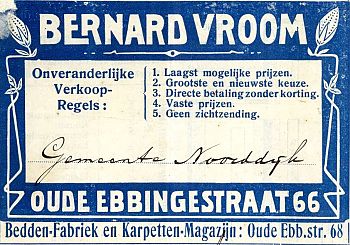 BERNARD VROOM
Onveranderlijke
Verkoop-
Regels:
1. Laagst mogelijke prijzen.
2. Grootste en nieuwste keuze.
3. Directe betaling zonder korting.
4. Vaste prijzen.
5. Geen zichtzending.
Gemeente Noorddijk
OUDE EBBINGESTRAAT 66
Bedden-Fabriek en Karpetten-Magazijn: Oude Ebb.str. 68